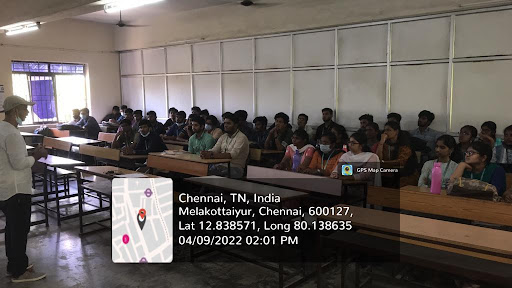 GPS Map Camera
Chennai, TN, India
Melakottaiyur, Chennai, 600127,
Lat 12.838571, Long 80.138635
04/09/2022 02:01 PM